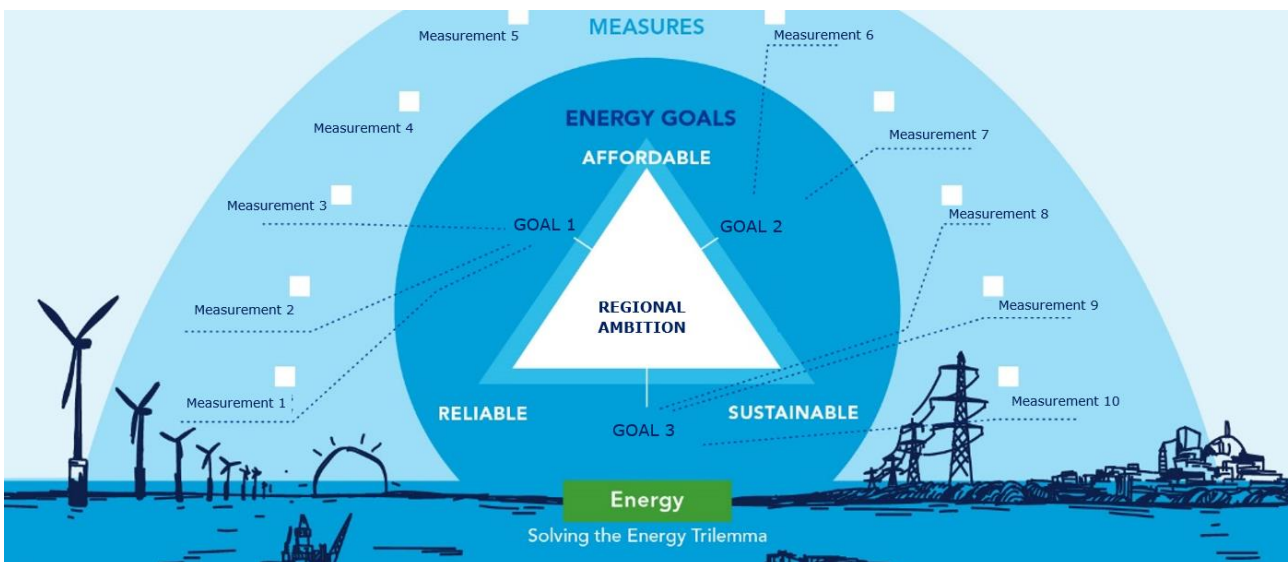 MEASURES
Measurement 5
Measurement 6
Measurement 4
Measurement 7
ENERGY GOALS
AFFORDABLE
Measurement 3
Measurement 8
GOAL 1
GOAL 2
Measurement 2
Measurement 9
REGIONAL
AMBITION
Measurement 1
Measurement 10
RELIABLE
SUSTAINABLE
GOAL 3
Energy
Solving the Energy Trilemma